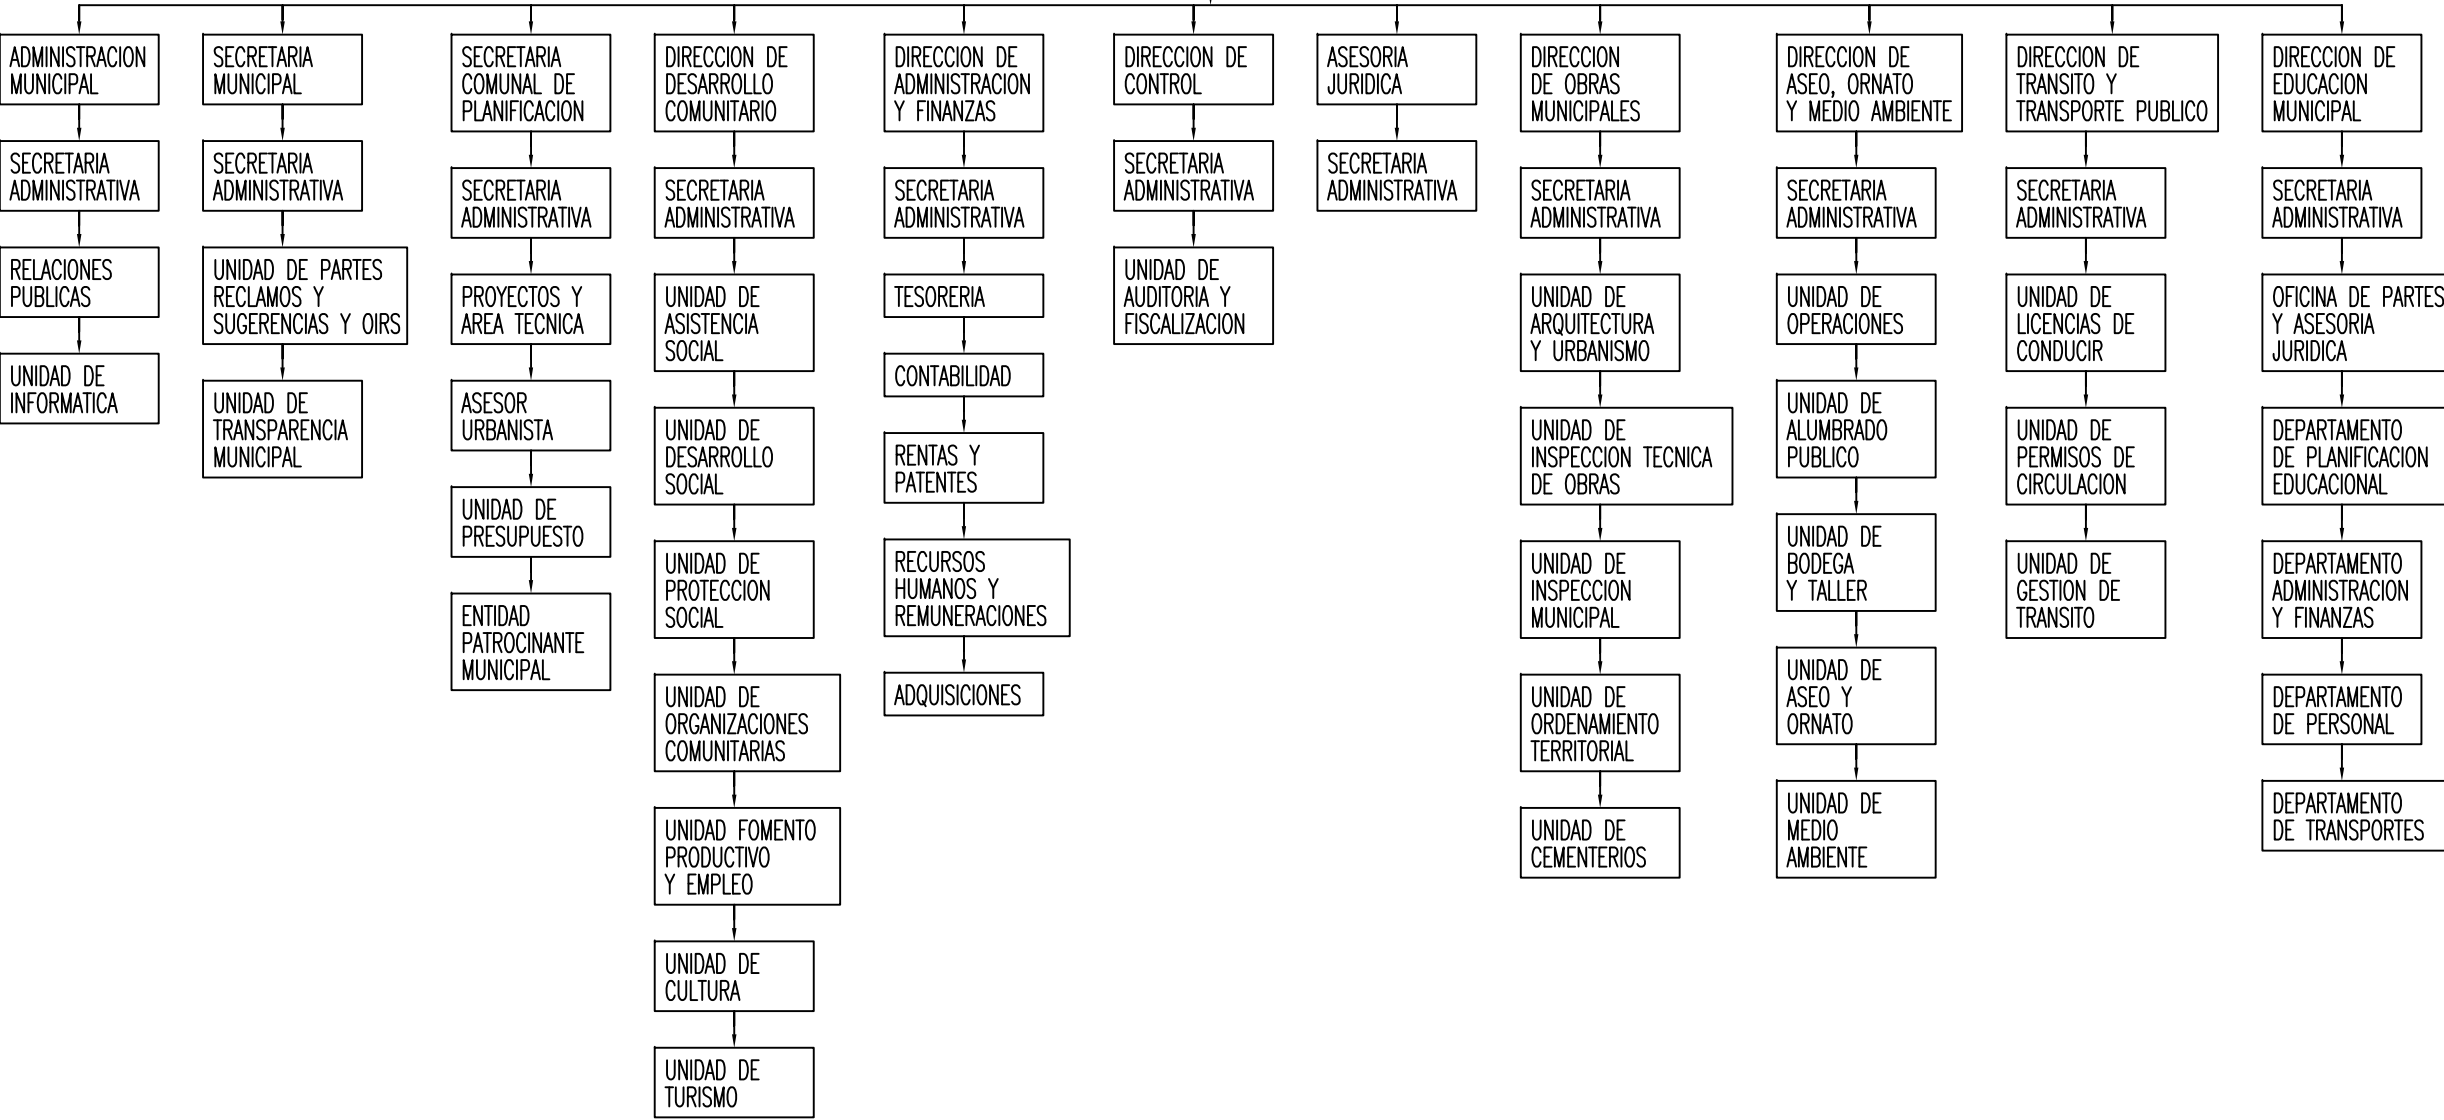 ADMINISTRACION
MUNICIPAL
SECRETARIA
ADMINISTRATIVA
RELACIONES
PUBLICAS
UNIDAD DE
INFORMATICA
SECRETARIA
MUNICIPAL
SECRETARIA
ADMINISTRATIVA
UNIDAD DE PARTES
RECLAMOS Y
SUGERENCIAS Y OIRS
UNIDAD DE
TRANSPARENCIA
MUNICIPAL
SECRETARIA
COMUNAL DE
PLANIFICACION
SECRETARIA
ADMINISTRATIVA
PROYECTOS Y
AREA TECNICA
ASESOR
URBANISTA
UNIDAD DE
PRESUPUESTO
ENTIDAD
PATROCINANTE
MUNICIPAL
DIRECCION DE
DESARROLLO
COMUNITARIO
SECRETARIA
ADMINISTRATIVA
UNIDAD DE
ASISTENCIA
SOCIAL
UNIDAD DE
DESARROLLO
SOCIAL
UNIDAD DE
PROTECCION
SOCIAL
UNIDAD DE
ORGANIZACIONES
COMUNITARIAS
UNIDAD FOMENTO
PRODUCTIVO
Y EMPLEO
UNIDAD DE
CULTURA
UNIDAD DE
TURISMO
DIRECCION DE
ADMINISTRACION
Y FINANZAS
SECRETARIA
ADMINISTRATIVA
TESORERIA
CONTABILIDAD
RENTAS Y
PATENTES
RECURSOS
HUMANOS Y
REMUNERACIONES
ADQUISICIONES
DIRECCION DE
CONTROL
SECRETARIA
ADMINISTRATIVA
UNIDAD DE
AUDITORIA Y
FISCALIZACION
ASESORIA
JURIDICA
SECRETARIA
ADMINISTRATIVA
DIRECCION
DE OBRAS
MUNICIPALES
SECRETARIA
ADMINISTRATIVA
UNIDAD DE
ARQUITECTURA
Y URBANISMO
UNIDAD DE
INSPECCION TECNICA
DE OBRAS
UNIDAD DE
INSPECCION
MUNICIPAL
UNIDAD DE
ORDENAMIENTO
TERRITORIAL
UNIDAD DE
CEMENTERIOS
DIRECCION DE
ASEO, ORNATO
Y MEDIO AMBIENTE
SECRETARIA
ADMINISTRATIVA
UNIDAD DE
OPERACIONES
UNIDAD DE
ALUMBRADO
PUBLICO
UNIDAD DE
BODEGA
Y TALLER
UNIDAD DE
ASEO Y
ORNATO
UNIDAD DE
MEDIO
AMBIENTE
DIRECCION DE
TRANSITO Y
TRANSPORTE PUBLICO
SECRETARIA
ADMINISTRATIVA
UNIDAD DE
LICENCIAS DE
CONDUCIR
UNIDAD DE
PERMISOS DE
CIRCULACION
UNIDAD DE
GESTION DE
TRANSITO
DIRECCION DE
EDUCACION
MUNICIPAL
SECRETARIA
ADMINISTRATIVA
OFICINA DE PARTES
Y ASESORIA
JURIDICA
DEPARTAMENTO
DE PLANIFICACION
EDUCACIONAL
DEPARTAMENTO
ADMINISTRACION
Y FINANZAS
DEPARTAMENTO
DE PERSONAL
DEPARTAMENTO
DE TRANSPORTES